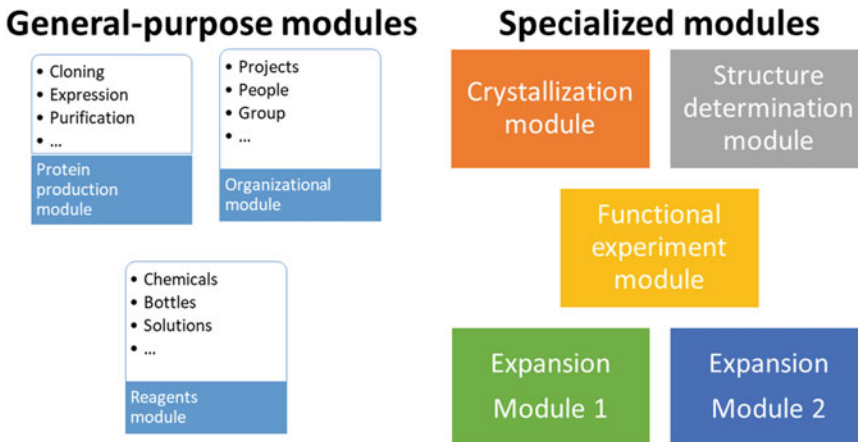 General-purpose modules
• Cloning
• Expression
• Purification
• ...
Protein
production
module
• Projects
• People
• Group
• ...
Organizational
module
• Chemicals
• Bottles
• Solutions
• ...
Reagents
module
Specialized modules
Crystallization
module
Structure
determination
module
Functional
experiment
module
Expansion
Module 1
Expansion
Module 2